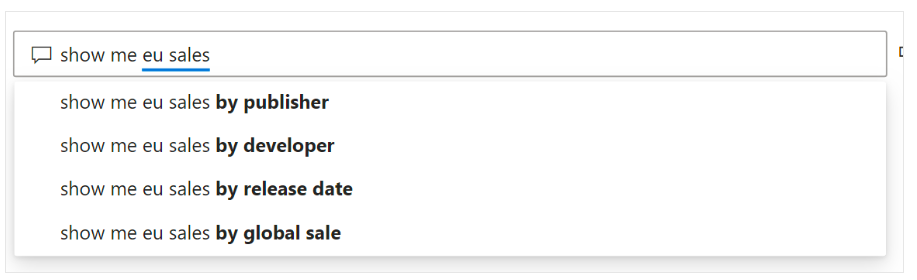 show me eu sales
show me eu sales by publisher
show me eu sales by developer
show me eu sales by release date
show me eu sales by global sale